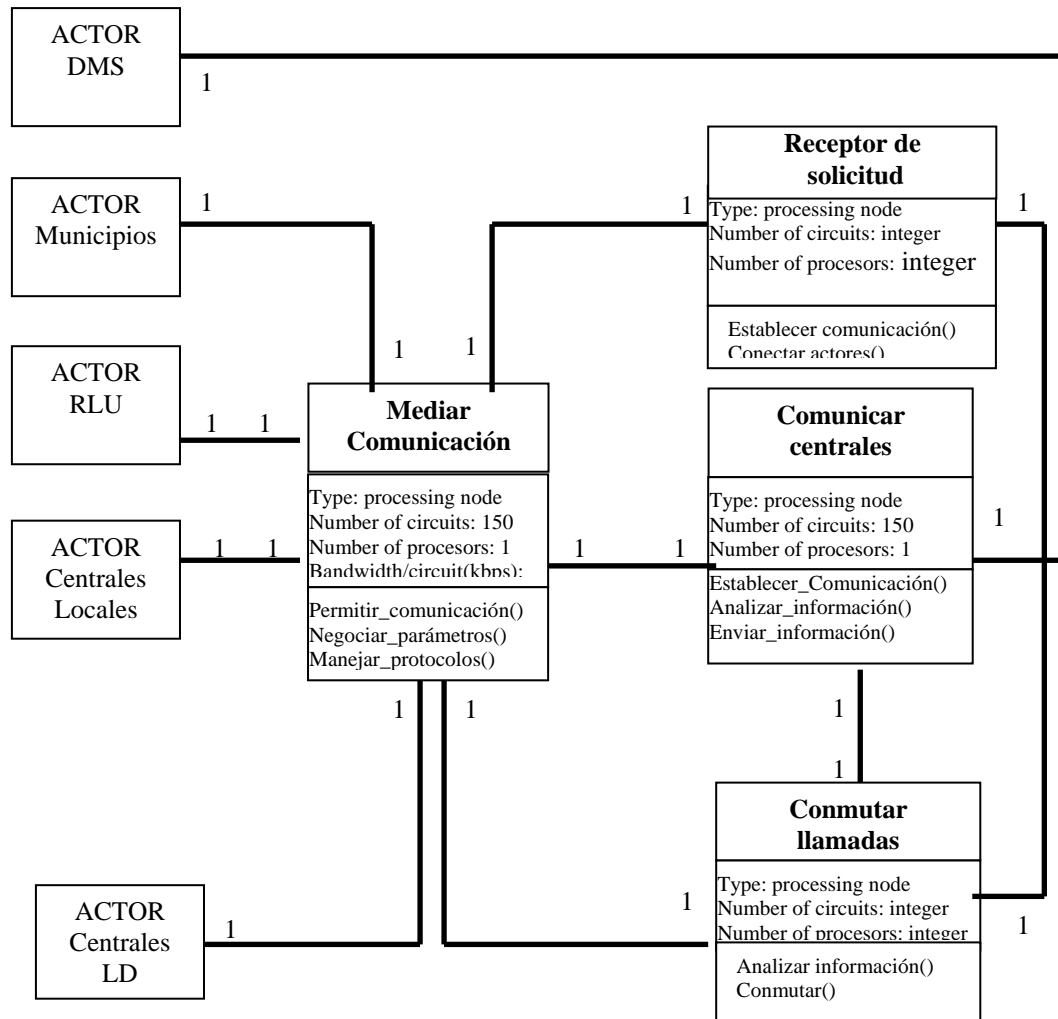 ACTOR
DMS
1
ACTOR
Municipios
1
ACTOR
RLU
1 1
ACTOR
Centrales
Locales
1 1
ACTOR
Centrales
LD
1
1 1
Mediar
Comunicación
Type: processing node
Number of circuits: 150
Number of procesors: 1
Bandwidth/circuit(kbps):
Permitir_comunicación()
Negociar_parámetros()
Manejar_protocolos()
1 1
1 1
Receptor de
solicitud
1 1
Type: processing node
Number of circuits: integer
Number of procesors: integer
Establecer comunicación()
Conectar actores()
Comunicar
centrales
Type: processing node
Number of circuits: 150
Number of procesors: 1
1
Establecer_Comunicación()
Analizar_información()
Enviar_información()
1
1
Conmutar
llamadas
Type: processing node
Number of circuits: integer
Number of procesors: integer
1 1
Analizar información()
Conmutar()